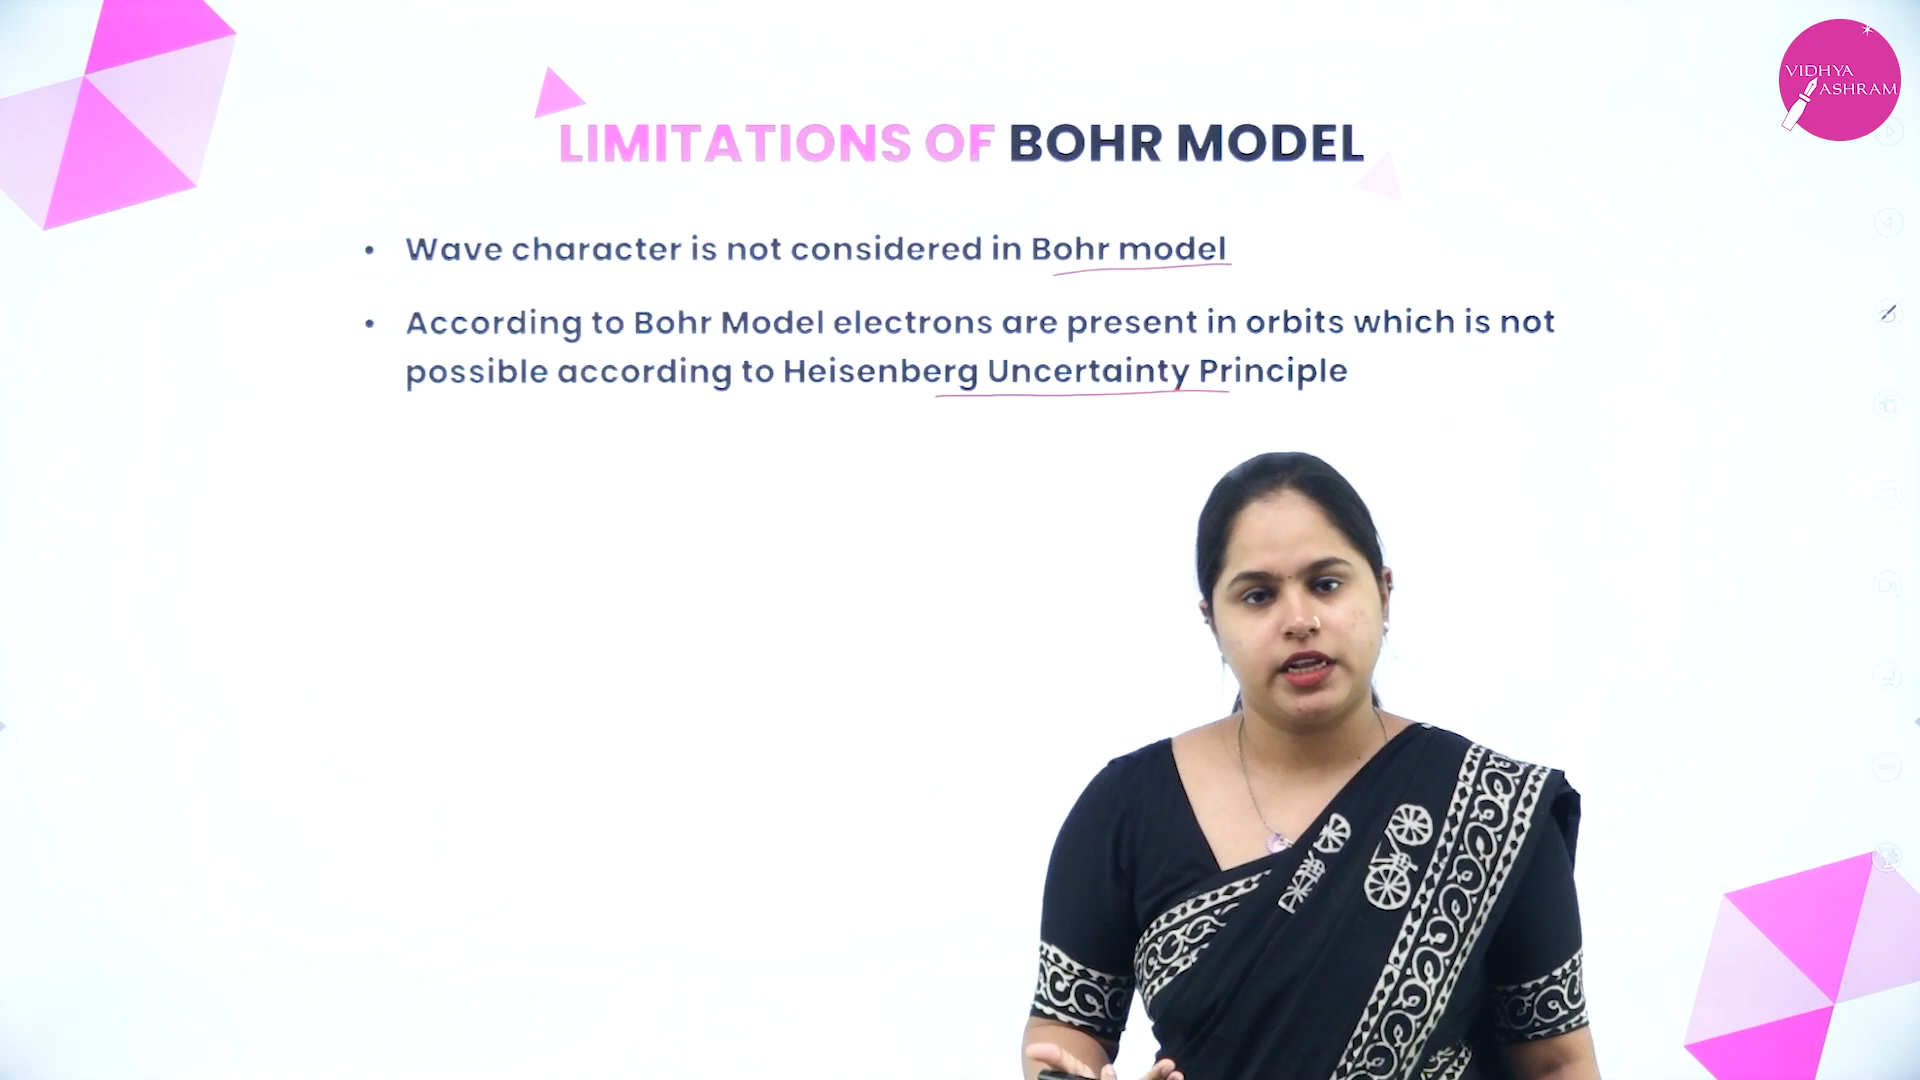 VIDHYA
ASHRAM
LIMITATIONS OF BOHR MODEL
• Wave character is not considered in Bohr model
• According to Bohr Model electrons are present in orbits which is not
possible according to Heisenberg Uncertainty Principle